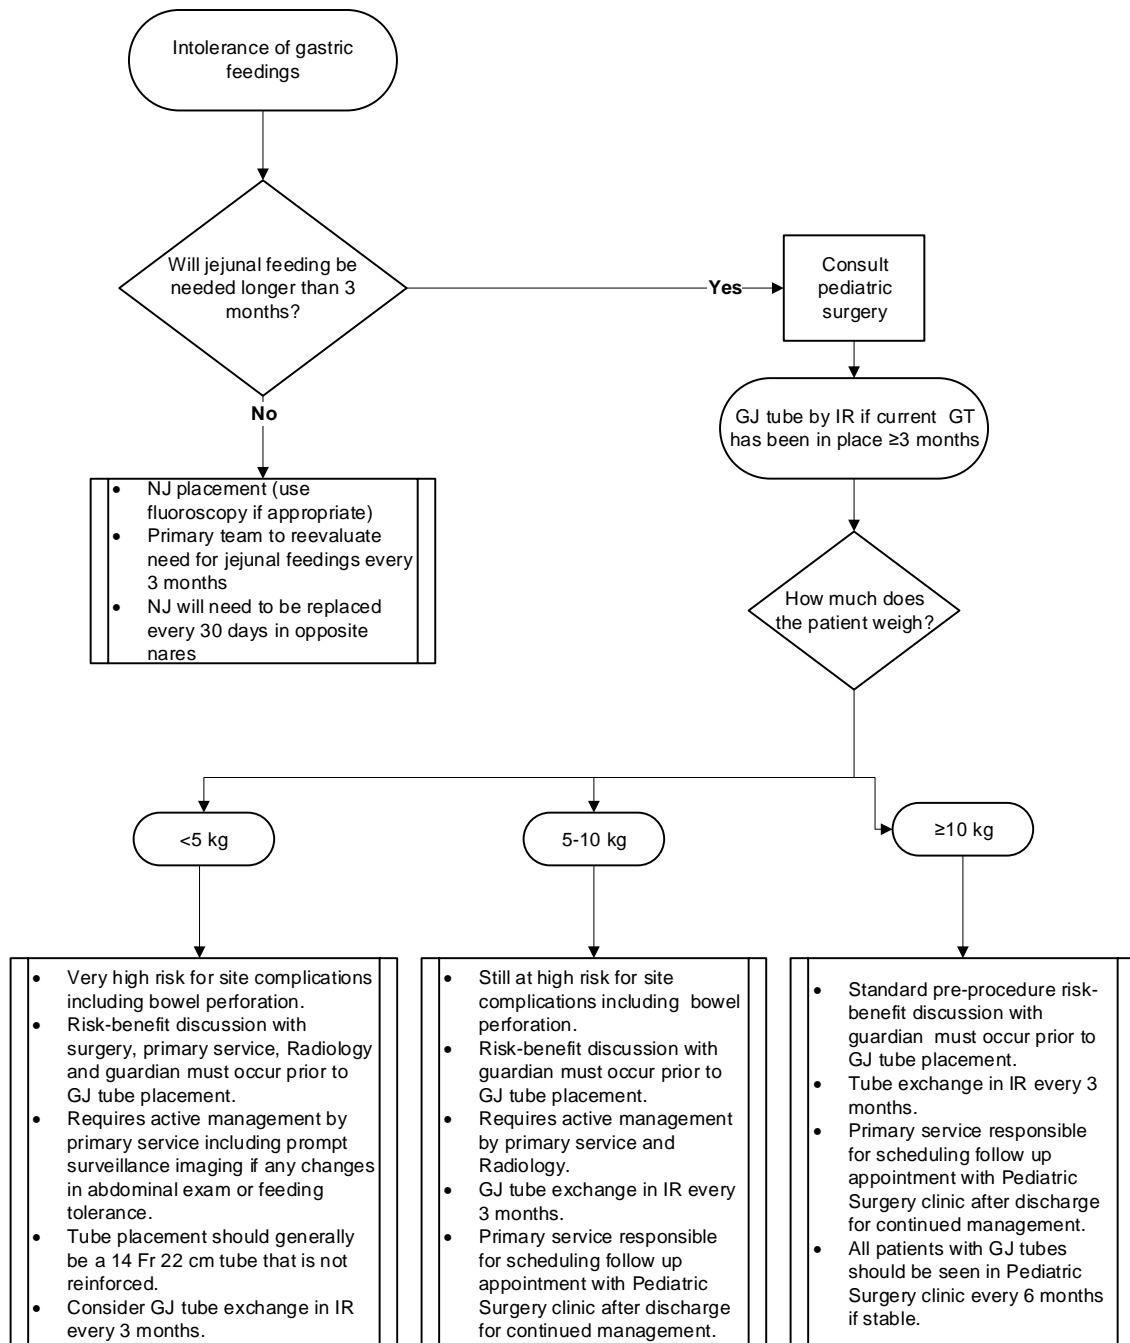 Intolerance of gastric
feedings
Will jejunal feeding be
needed longer than 3
months?
Yes
Consult
pediatric
surgery
No
GJ tube by IR if current GT
has been in place ≥3 months
• NJ placement (use
fluoroscopy if appropriate)
• Primary team to reevaluate
need for jejunal feedings every
3 months
• NJ will need to be replaced
every 30 days in opposite
nares
How much does
the patient weigh?
<5 kg
5-10 kg
≥10 kg
• Very high risk for site complications
including bowel perforation.
• Risk-benefit discussion with
surgery, primary service, Radiology
and guardian must occur prior to
GJ tube placement.
• Requires active management by
primary service including prompt
surveillance imaging if any changes
in abdominal exam or feeding
tolerance.
• Tube placement should generally
be a 14 Fr 22 cm tube that is not
reinforced.
• Consider GJ tube exchange in IR
every 3 months.
• Still at high risk for site
complications including bowel
perforation.
• Risk-benefit discussion with
guardian must occur prior to
GJ tube placement.
• Requires active management
by primary service and
Radiology.
• GJ tube exchange in IR every
3 months.
• Primary service responsible
for scheduling follow up
appointment with Pediatric
Surgery clinic after discharge
for continued management.
• Standard pre-procedure risk-
benefit discussion with
guardian must occur prior to
GJ tube placement.
• Tube exchange in IR every 3
months.
• Primary service responsible
for scheduling follow up
appointment with Pediatric
Surgery clinic after discharge
for continued management.
• All patients with GJ tubes
should be seen in Pediatric
Surgery clinic every 6 months
if stable.